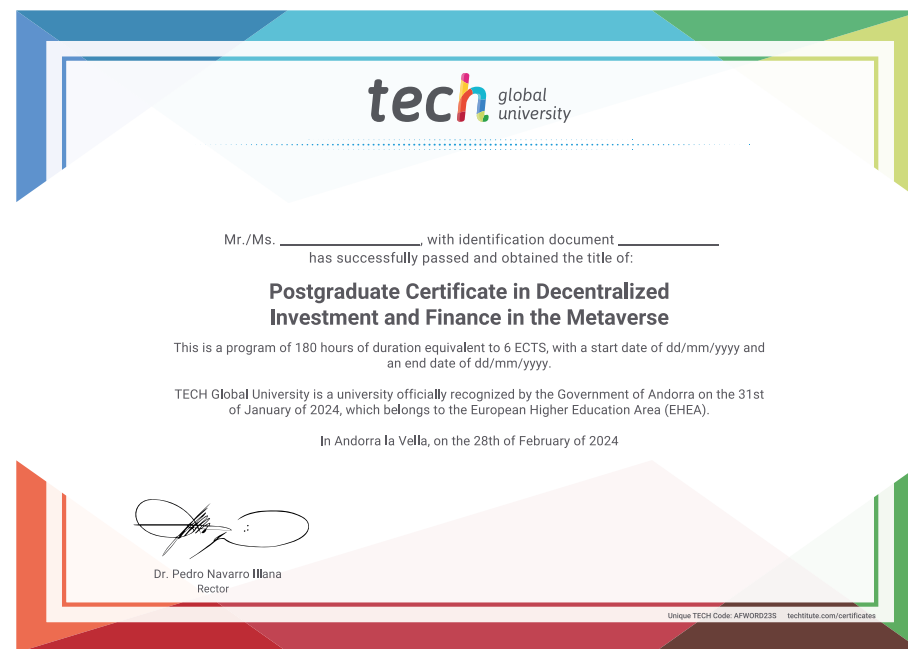 tech global
university
Mr./Ms. ____________________, with identification document ______________
has successfully passed and obtained the title of:
Postgraduate Certificate in Decentralized
Investment and Finance in the Metaverse
This is a program of 180 hours of duration equivalent to 6 ECTS, with a start date of dd/mm/yyyy and
an end date of dd/mm/yyyy.
TECH Global University is a university officially recognized by the Government of Andorra on the 31st
of January of 2024, which belongs to the European Higher Education Area (EHEA).
In Andorra la Vella, on the 28th of February of 2024
Dr. Pedro Navarro Illana
Rector
Unique TECH Code: AFWORD23S techtitute.com/certificates